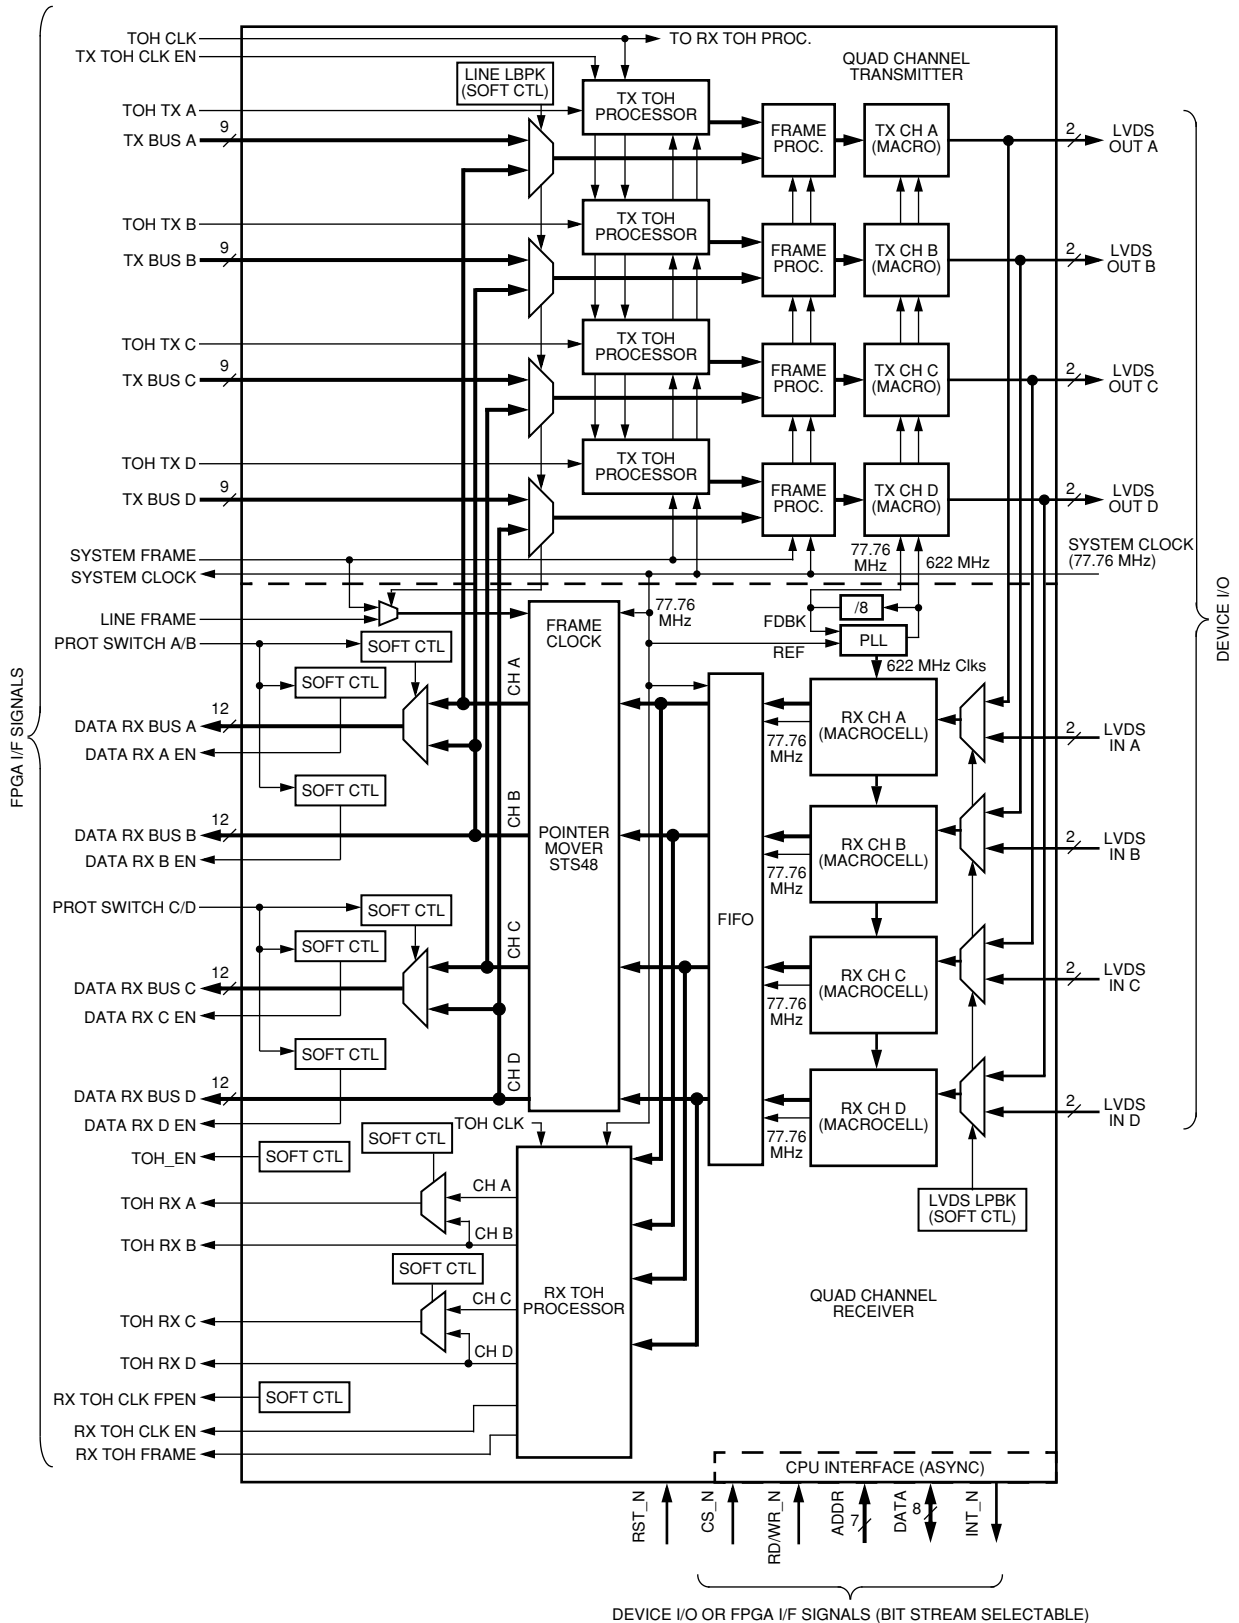 TOH CLK
TO RX TOH PROC.
TX TOH CLK EN
QUAD CHANNEL
TRANSMITTER
LINE LBPK
(SOFT CTL)
TOH TX A
TX TOH
PROCESSOR
TX BUS A
9
FRAME
PROC.
TX CH A
(MACRO)
2
LVDS
OUT A
TOH TX B
TX TOH
PROCESSOR
TX BUS B
9
FRAME
PROC.
TX CH B
(MACRO)
2
LVDS
OUT B
TOH TX C
TX TOH
PROCESSOR
TX BUS C
9
FRAME
PROC.
TX CH C
(MACRO)
2
LVDS
OUT C
TOH TX D
TX TOH
PROCESSOR
TX BUS D
9
FRAME
PROC.
TX CH D
(MACRO)
2
LVDS
OUT D
SYSTEM FRAME
SYSTEM CLOCK
77.76
MHz
622 MHz
SYSTEM CLOCK
(77.76 MHz)
DEVICE I/O
FPGA I/F SIGNALS
LINE FRAME
PROT SWITCH A/B
SOFT CTL
SOFT CTL
FRAME
CLOCK
77.76
MHz
FDBK
/8
PLL
REF
622 MHz Clks
CH A
DATA RX BUS A
12
DATA RX A EN
RX CH A
(MACROCELL)
77.76
MHz
2
LVDS
IN A
SOFT CTL
CH B
DATA RX BUS B
12
DATA RX B EN
POINTER
MOVER
STS48
RX CH B
(MACROCELL)
77.76
MHz
2
LVDS
IN B
PROT SWITCH C/D
SOFT CTL
SOFT CTL
FIFO
CH C
DATA RX BUS C
12
DATA RX C EN
RX CH C
(MACROCELL)
77.76
MHz
2
LVDS
IN C
SOFT CTL
CH D
DATA RX BUS D
12
DATA RX D EN
RX CH D
(MACROCELL)
77.76
MHz
2
LVDS
IN D
TOH CLK
TOH_EN
SOFT CTL
SOFT CTL
TOH RX A
CH A
LVDS LPBK
(SOFT CTL)
TOH RX B
CH B
SOFT CTL
RX TOH
PROCESSOR
QUAD CHANNEL
RECEIVER
TOH RX C
CH C
TOH RX D
CH D
RX TOH CLK FPEN
SOFT CTL
RX TOH CLK EN
RX TOH FRAME
CPU INTERFACE (ASYNC)
RST_N
CS_N
RD/WR_N
ADDR
7
DATA
8
INT_N
DEVICE I/O OR FPGA I/F SIGNALS (BIT STREAM SELECTABLE)